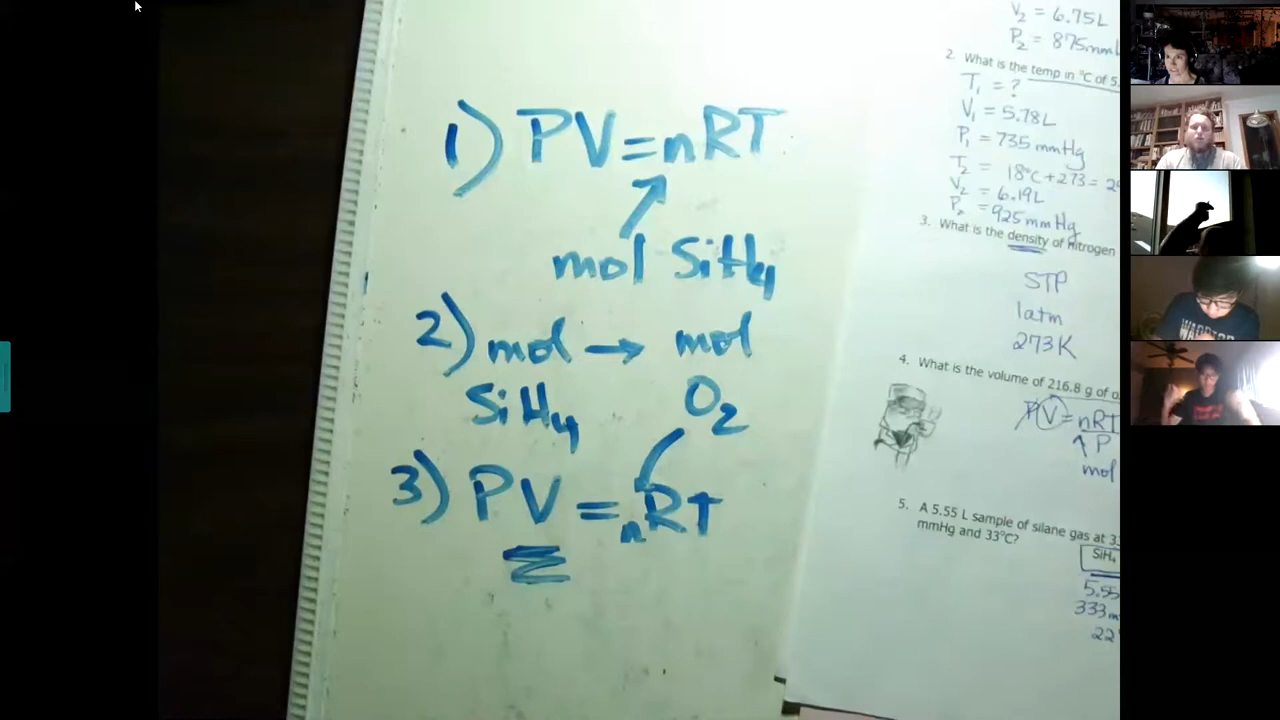 1) PV=nRT
mol SiH4
2) mol → mol
SiH4 O2
3) PV = nRT
V2 = 6.75L
P2 = 875mm
2. What is the temp in °C of 5.
T1 = ?
V1 = 5.78L
P1 = 735 mmHg
T2 = 18°C+273=
V2 = 6.19L
P2 = 925mmHg
3. What is the density of nitrogen
STP
1atm
273K
4. What is the volume of 216.8 g of
PV=nRT
P
mol
5. A 5.55 L sample of silane gas at
mmHg and 33°C?
SiH4
5.55
333
22
WARRIOR